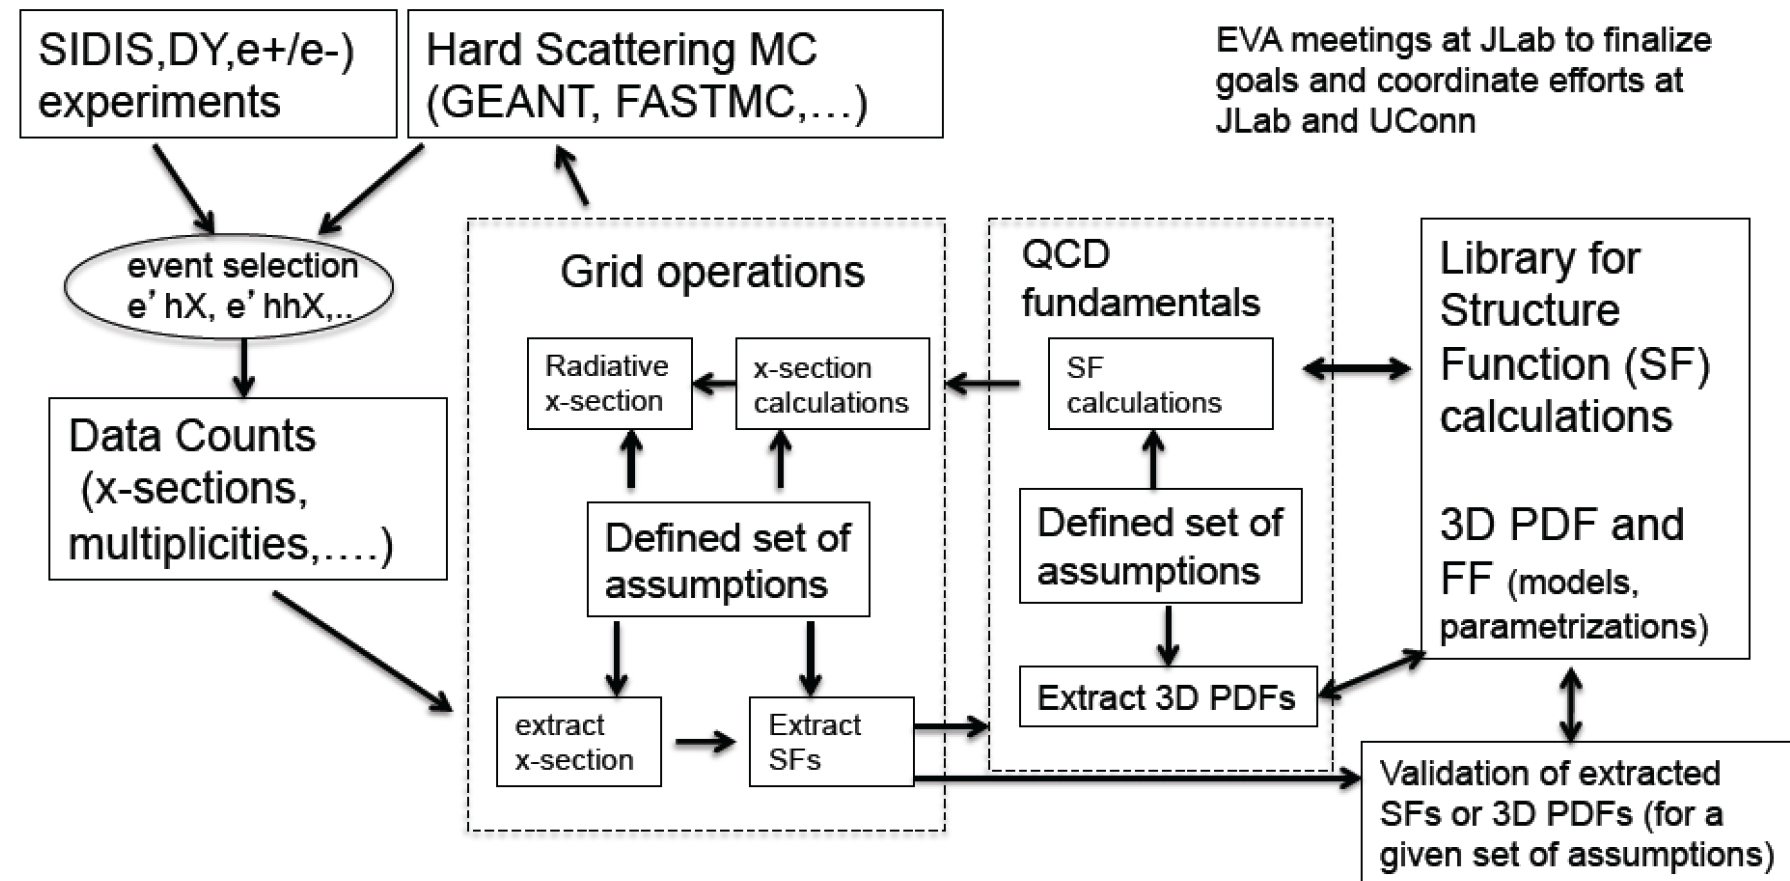 SIDIS,DY,e+/e-)
experiments
Hard Scattering MC
(GEANT, FASTMC,…)
EVA meetings at JLab to finalize
goals and coordinate efforts at
JLab and UConn
event selection
e’ hX, e’ hhX,..
Data Counts
(x-sections,
multiplicities,….)
Grid operations
Radiative
x-section
x-section
calculations
Defined set of
assumptions
extract
x-section
Extract
SFs
QCD
fundamentals
SF
calculations
Defined set of
assumptions
Extract 3D PDFs
Library for
Structure
Function (SF)
calculations
3D PDF and
FF (models,
parametrizations)
Validation of extracted
SFs or 3D PDFs (for a
given set of assumptions)